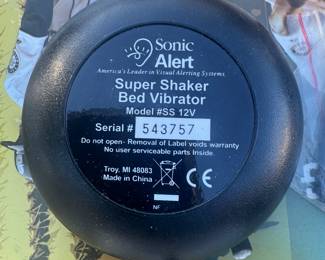 Sonic
Alert
America's Leader in Visual Alerting Systems
Super Shaker
Bed Vibrator
Model #SS 12V
Serial # 543757
Do not open- Removal of Label voids warranty
No user serviceable parts Inside.
Troy, MI 48083
Made in China
CE
NF